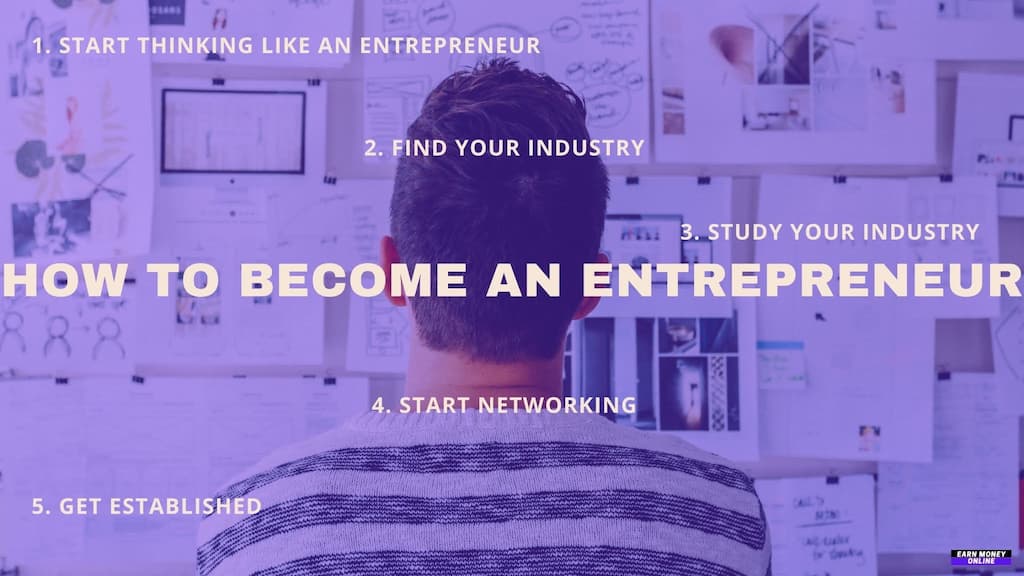 1. START THINKING LIKE AN ENTREPRENEUR
2. FIND YOUR INDUSTRY
3. STUDY YOUR INDUSTRY
HOW TO BECOME AN ENTREPRENEUR
4. START NETWORKING
5. GET ESTABLISHED
EARN MONEY
ONLINE